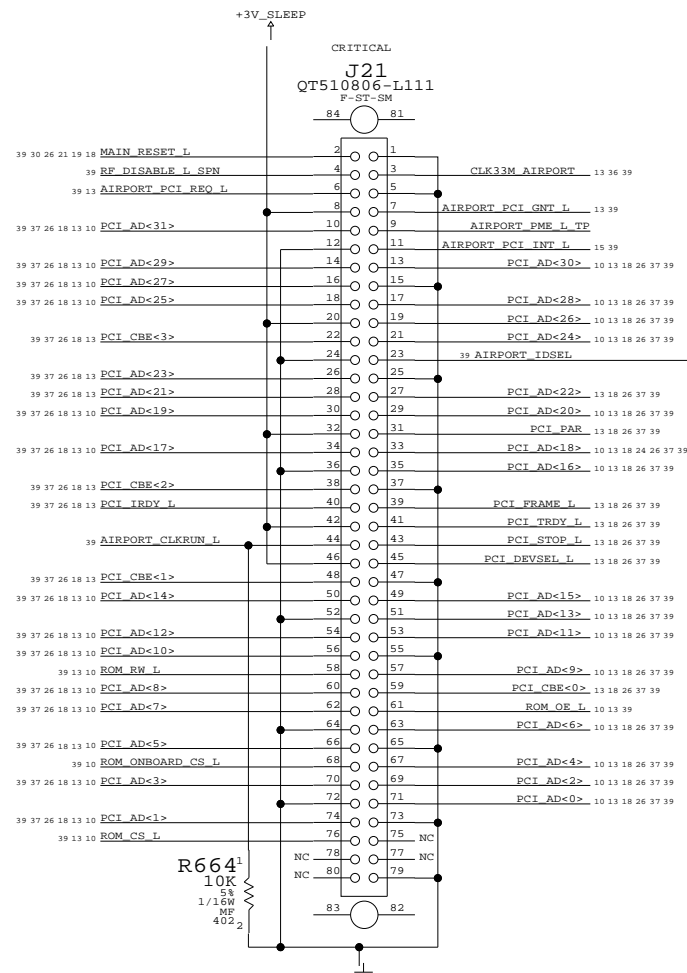 +3V_SLEEP
CRITICAL
J21
QT510806-L111
F-ST-SM
84 81
39 30 26 21 19 18 MAIN_RESET_L 2 1
39 RF_DISABLE_L_SPN 4 3 CLK33M_AIRPORT 13 36 39
39 13 AIRPORT_PCI_REQ_L 6 5
8 7 AIRPORT_PCI_GNT_L 13 39
39 37 26 18 13 10 PCI_AD<31> 10 9 AIRPORT_PME_L_TP
12 11 AIRPORT_PCI_INT_L 15 39
39 37 26 18 13 10 PCI_AD<29> 14 13 PCI_AD<30> 10 13 18 26 37 39
39 37 26 18 13 10 PCI_AD<27> 16 15
39 37 26 18 13 10 PCI_AD<25> 18 17 PCI_AD<28> 10 13 18 26 37 39
20 19 PCI_AD<26> 10 13 18 26 37 39
39 37 26 18 13 PCI_CBE<3> 22 21 PCI_AD<24> 10 13 18 26 37 39
24 23 39 AIRPORT_IDSEL
39 37 26 18 13 PCI_AD<23> 26 25
39 37 26 18 13 PCI_AD<21> 28 27 PCI_AD<22> 13 18 26 37 39
39 37 26 18 13 10 PCI_AD<19> 30 29 PCI_AD<20> 10 13 18 26 37 39
32 31 PCI_PAR 13 18 26 37 39
39 37 26 18 13 10 PCI_AD<17> 34 33 PCI_AD<18> 10 13 18 24 26 37 39
36 35 PCI_AD<16> 10 13 18 26 37 39
39 37 26 18 13 PCI_CBE<2> 38 37
39 37 26 18 13 PCI_IRDY_L 40 39 PCI_FRAME_L 13 18 26 37 39
42 41 PCI_TRDY_L 13 18 26 37 39
39 AIRPORT_CLKRUN_L 44 43 PCI_STOP_L 13 18 26 37 39
46 45 PCI_DEVSEL_L 13 18 26 37 39
39 37 26 18 13 PCI_CBE<1> 48 47
39 37 26 18 13 10 PCI_AD<14> 50 49 PCI_AD<15> 10 13 18 26 37 39
52 51 PCI_AD<13> 10 13 18 26 37 39
39 37 26 18 13 10 PCI_AD<12> 54 53 PCI_AD<11> 10 13 18 26 37 39
39 37 26 18 13 10 PCI_AD<10> 56 55
39 13 10 ROM_RW_L 58 57 PCI_AD<9> 10 13 18 26 37 39
39 37 26 18 13 10 PCI_AD<8> 60 59 PCI_CBE<0> 13 18 26 37 39
39 37 26 18 13 10 PCI_AD<7> 62 61 ROM_OE_L 10 13 39
64 63 PCI_AD<6> 10 13 18 26 37 39
39 37 26 18 13 10 PCI_AD<5> 66 65
39 10 ROM_ONBOARD_CS_L 68 67 PCI_AD<4> 10 13 18 26 37 39
39 37 26 18 13 10 PCI_AD<3> 70 69 PCI_AD<2> 10 13 18 26 37 39
72 71 PCI_AD<0> 10 13 18 26 37 39
39 37 26 18 13 10 PCI_AD<1> 74 73
39 13 10 ROM_CS_L 76 75 NC
NC 78 77 NC
NC 80 79
R664 1
10K
5%
1/16W
MF
402 2
83 82